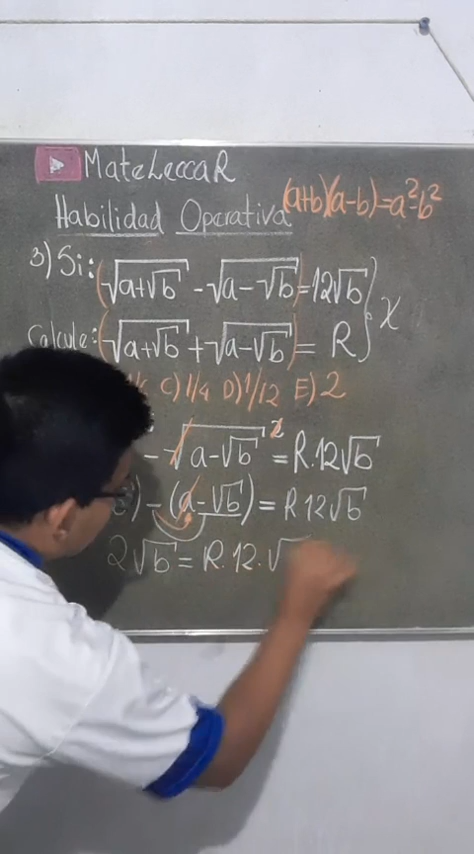 MateLeccaR
(a+b)(a-b)=a²-b²
Habilidad Operativa
3) Si: (√(a+√b) - √(a-√b)) = 12√b
Calcule: (√(a+√b) + √(a-√b)) = R } X
C) 1/4 D) 1/12 E) 2
- √(a-√b)² = R.12√b
- (a-√b) = R 12√b
2√b = R.12.√